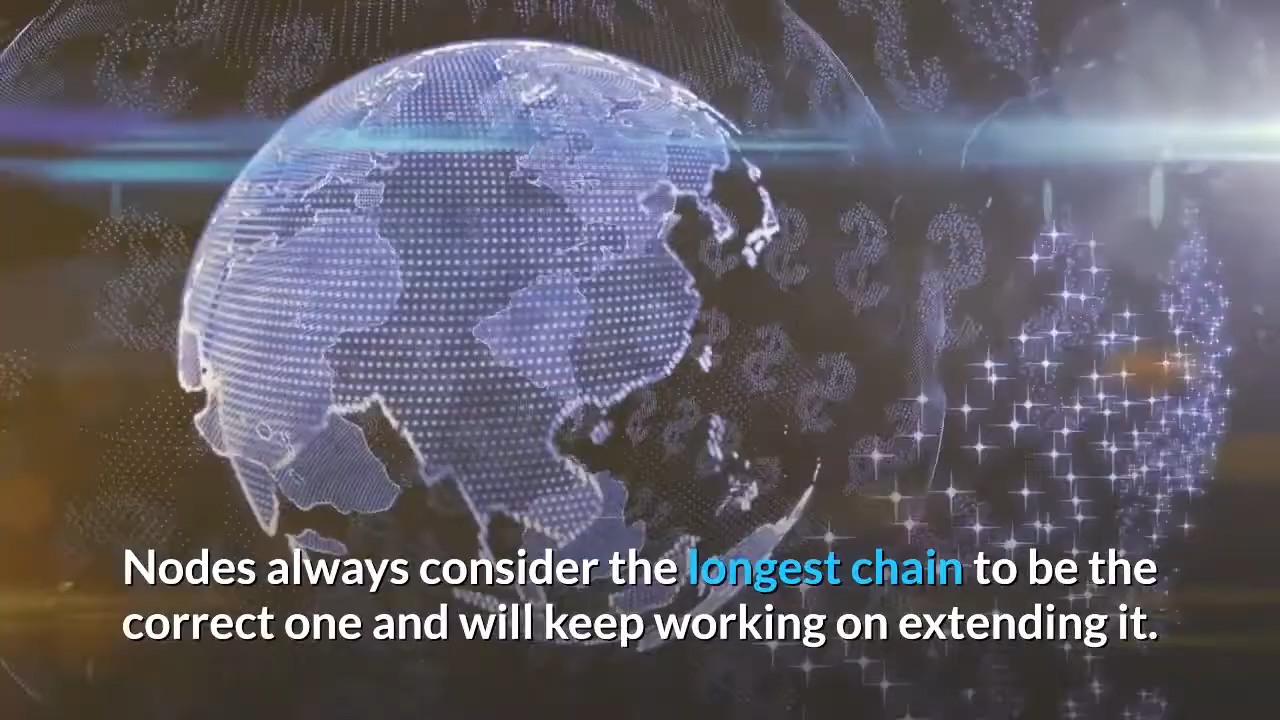 Nodes always consider the longest chain to be the
correct one and will keep working on extending it.